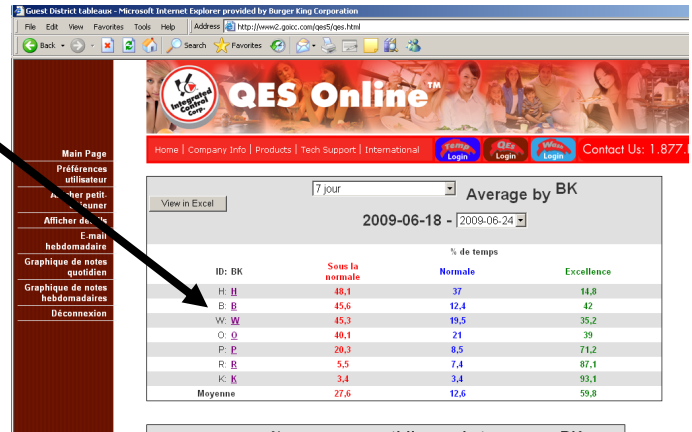 Guest District tableaux - Microsoft Internet Explorer provided by Burger King Corporation
File Edit View Favorites Tools Help Address http://www2.goicc.com/qes5/qes.html
Back Search Favorites
Integrated Control Corp.
QES Online™
Home | Company Info | Products | Tech Support | International Temp Login QES Login Login Contact Us: 1.877.
Main Page
Préférences
utilisateur
petit-
Afficher
E-mail
hebdomadaire
Graphique de notes
quotidien
Graphique de notes
hebdomadaires
Déconnexion
View in Excel 7 jour Average by BK
2009-06-18 - 2009-06-24
% de temps
ID: BK Sous la normale Normale Excellence
H: H 48,1 37 14,8
B: B 45,6 12,4 42
W: W 45,3 19,5 35,2
O: O 40,1 21 39
P: P 20,3 8,5 71,2
R: R 5,5 7,4 87,1
K: K 3,4 3,4 93,1
Moyenne 27,6 12,6 59,8